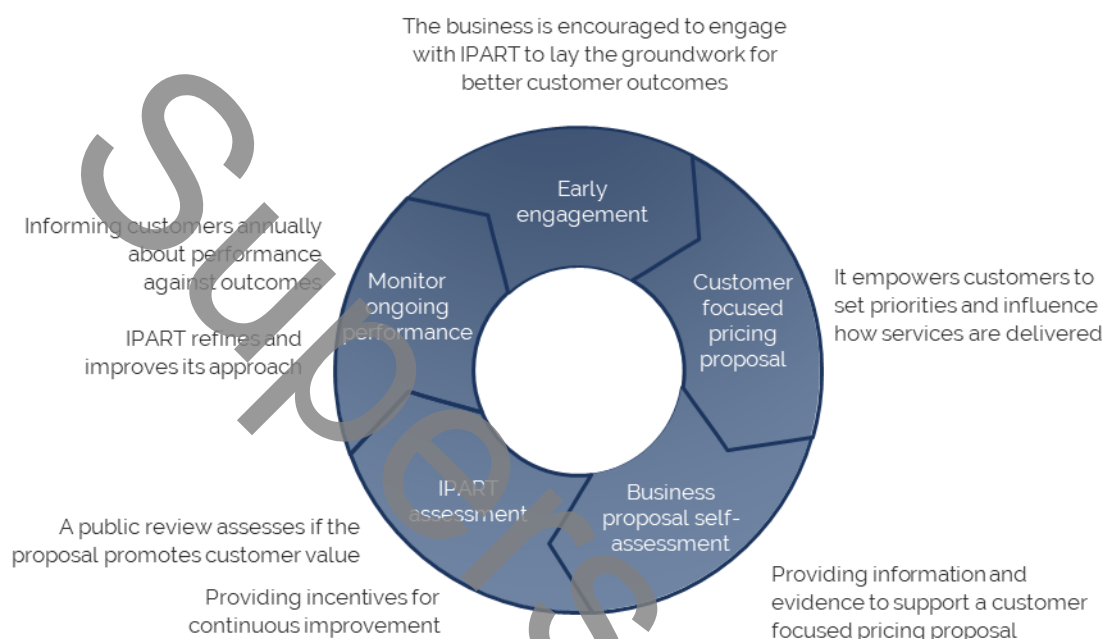 The business is encouraged to engage
with IPART to lay the groundwork for
better customer outcomes
Early
engagement
Customer
focused
pricing
proposal
It empowers customers to
set priorities and influence
how services are delivered
Business
proposal self-
assessment
Providing information and
evidence to support a customer
focused pricing proposal
IPART
assessment
A public review assesses if the
proposal promotes customer value
Providing incentives for
continuous improvement
Monitor
ongoing
performance
Informing customers annually
about performance
against outcomes
IPART refines and
improves its approach
Supers